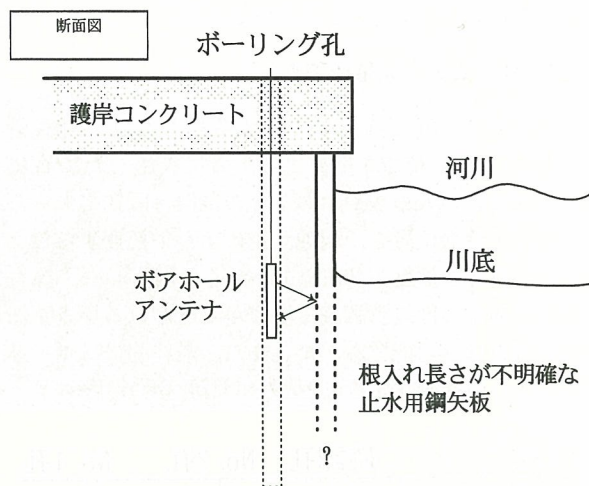 断面図
ボーリング孔
護岸コンクリート
河川
川底
ボアホール
アンテナ
根入れ長さが不明確な
止水用鋼矢板
?